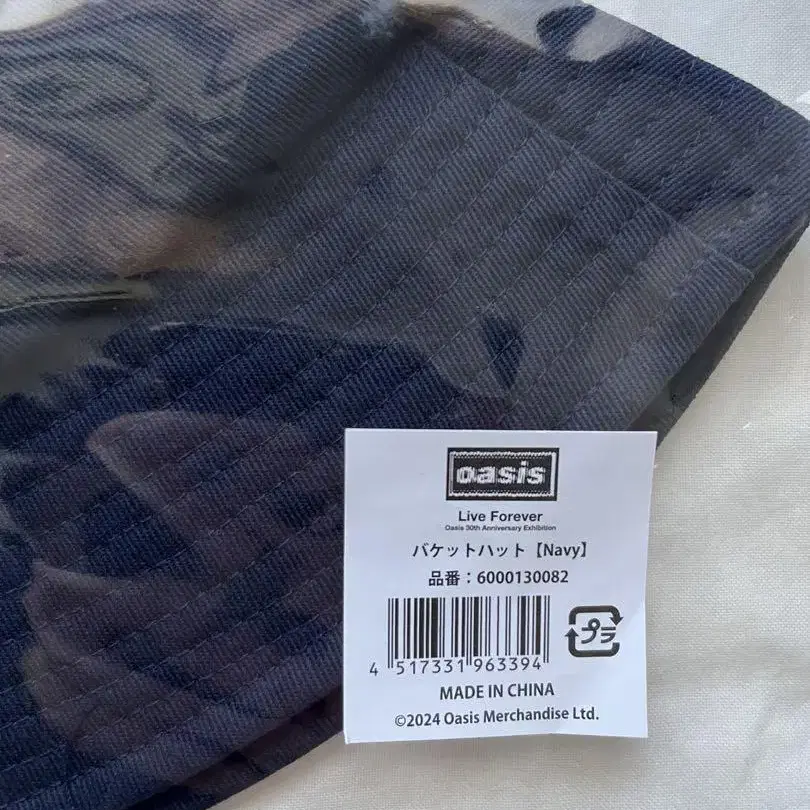 oasis
Live Forever
Oasis 30th Anniversary Exhibition
バケットハット【Navy】
品番：6000130082
プラ
4 517331 963394
MADE IN CHINA
©2024 Oasis Merchandise Ltd.